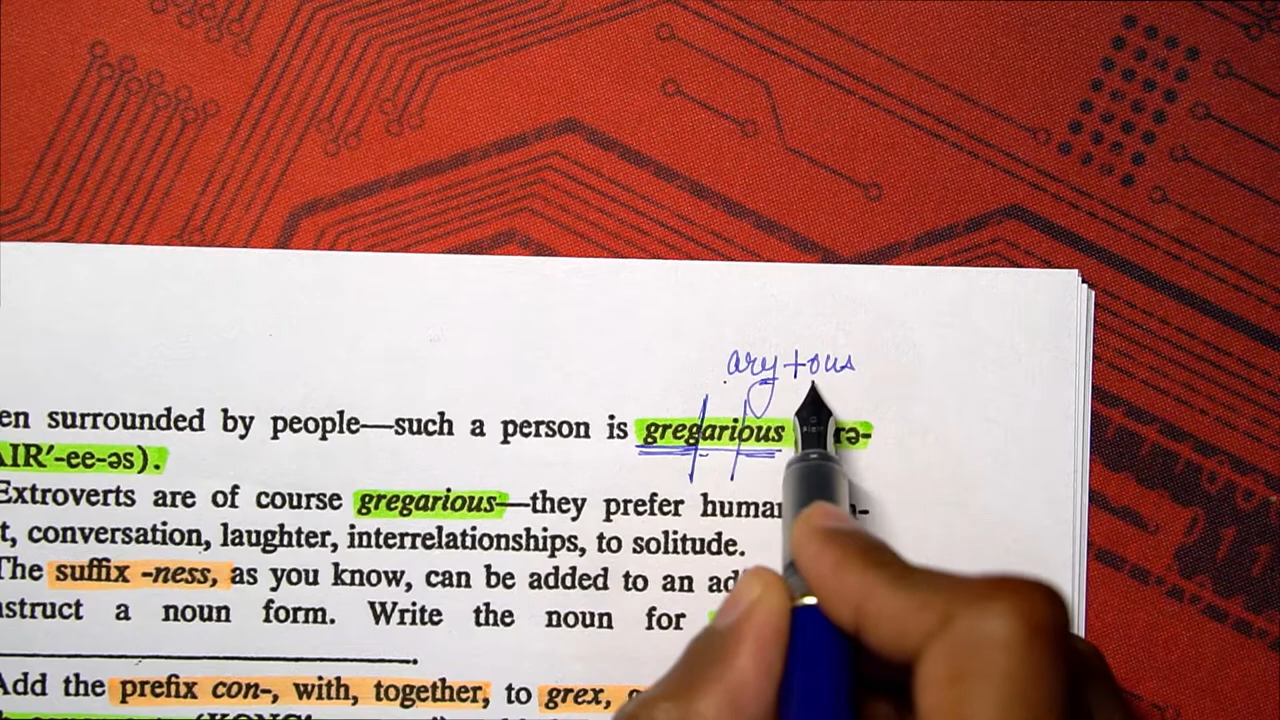 ary+ous
en surrounded by people—such a person is gregarious rə-
AIR′-ee-əs).
Extroverts are of course gregarious—they prefer human
t, conversation, laughter, interrelationships, to solitude.
The suffix -ness, as you know, can be added to an ad
nstruct a noun form. Write the noun for
Add the prefix con-, with, together, to grex,